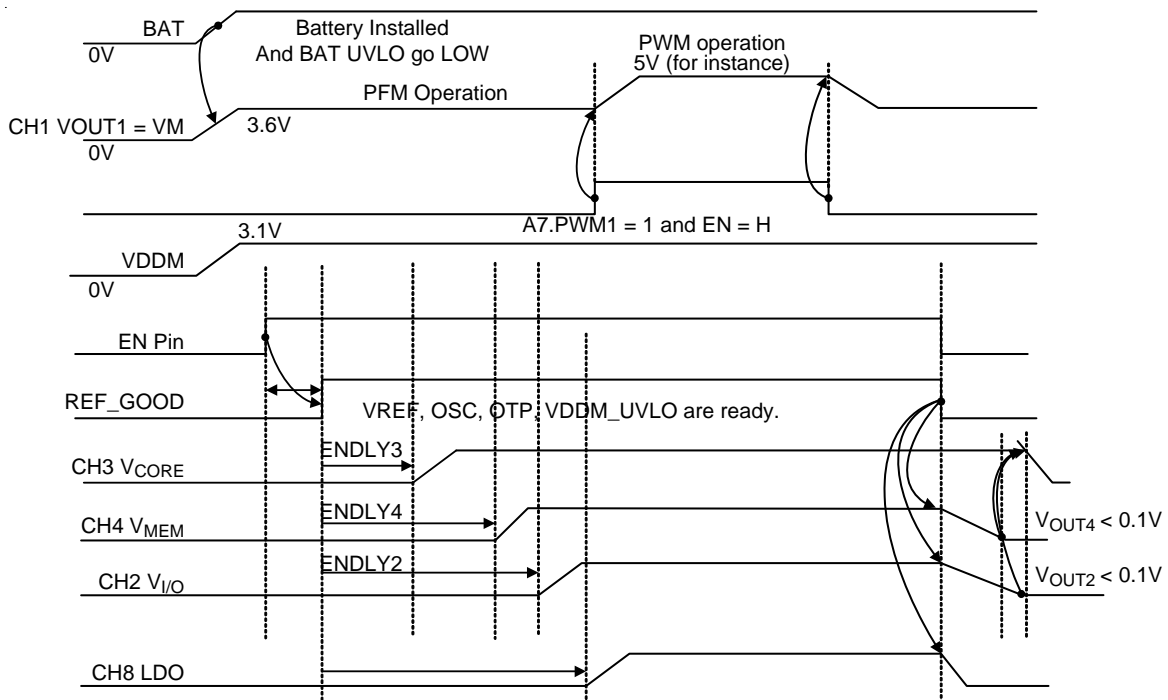 BAT
0V
Battery Installed
And BAT UVLO go LOW
PWM operation
5V (for instance)
PFM Operation
CH1 VOUT1 = VM
0V
3.6V
A7.PWM1 = 1 and EN = H
3.1V
VDDM
0V
EN Pin
REF_GOOD
VREF, OSC, OTP, VDDM_UVLO are ready.
ENDLY3
CH3 VCORE
ENDLY4
CH4 VMEM
VOUT4 < 0.1V
ENDLY2
CH2 VI/O
VOUT2 < 0.1V
CH8 LDO